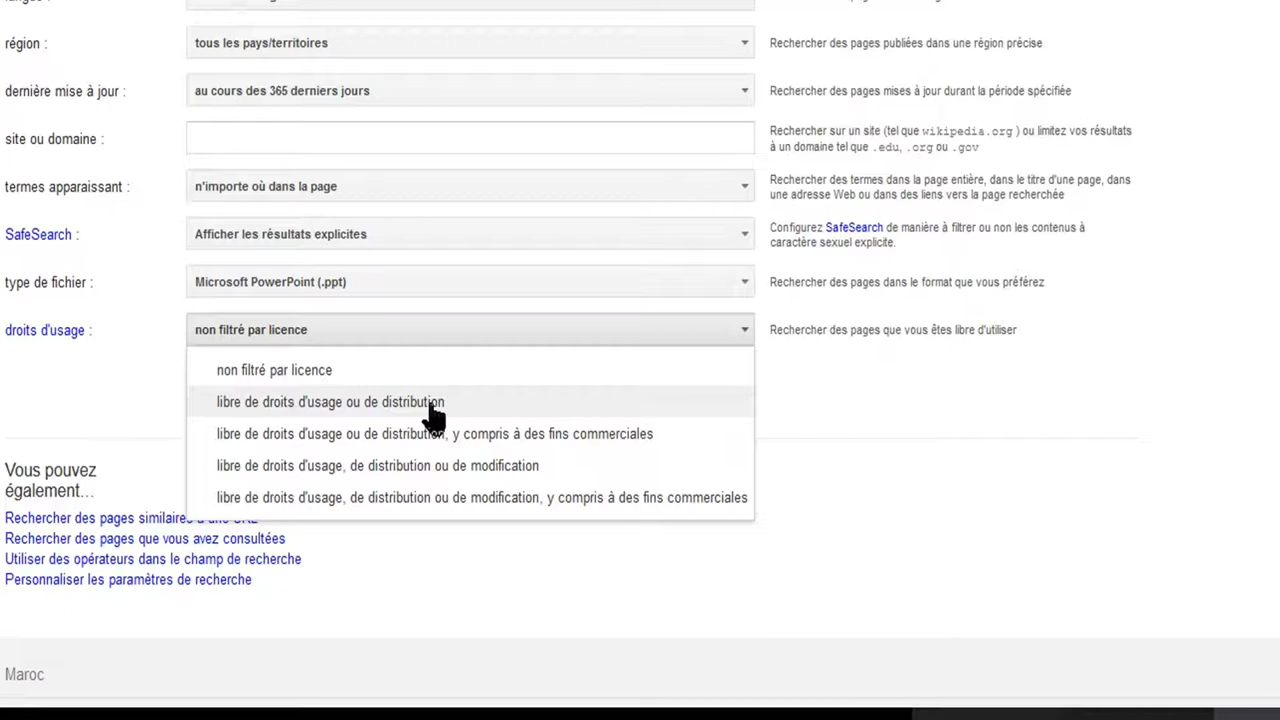 région :
tous les pays/territoires
Rechercher des pages publiées dans une région précise
dernière mise à jour :
au cours des 365 derniers jours
Rechercher des pages mises à jour durant la période spécifiée
site ou domaine :
Rechercher sur un site (tel que wikipedia.org ) ou limitez vos résultats
à un domaine tel que .edu, .org ou .gov
termes apparaissant :
n'importe où dans la page
Rechercher des termes dans la page entière, dans le titre d'une page, dans
une adresse Web ou dans des liens vers la page recherchée
SafeSearch :
Afficher les résultats explicites
Configurez SafeSearch de manière à filtrer ou non les contenus à
caractère sexuel explicite.
type de fichier :
Microsoft PowerPoint (.ppt)
Rechercher des pages dans le format que vous préférez
droits d'usage :
non filtré par licence
Rechercher des pages que vous êtes libre d'utiliser
non filtré par licence
libre de droits d'usage ou de distribution
libre de droits d'usage ou de distribution, y compris à des fins commerciales
libre de droits d'usage, de distribution ou de modification
libre de droits d'usage, de distribution ou de modification, y compris à des fins commerciales
Vous pouvez
également…
Rechercher des pages similaires à une URL
Rechercher des pages que vous avez consultées
Utiliser des opérateurs dans le champ de recherche
Personnaliser les paramètres de recherche
Maroc